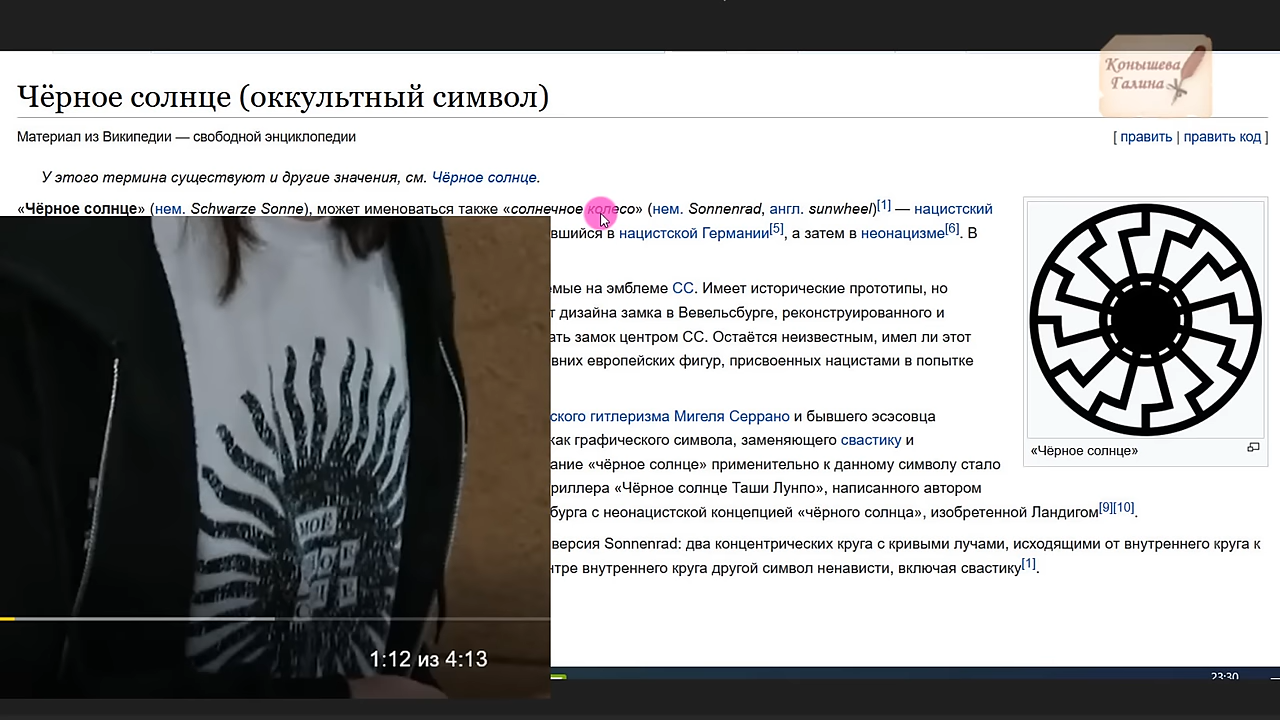 Конышева
Галина
Чёрное солнце (оккультный символ)
Материал из Википедии — свободной энциклопедии
[ править | править код ]
У этого термина существуют и другие значения, см. Чёрное солнце.
«Чёрное солнце» (нем. Schwarze Sonne), может именоваться также «солнечное колесо» (нем. Sonnenrad, англ. sunwheel)[1] — нацистский
вшийся в нацистской Германии[5], а затем в неонацизме[6]. В
емые на эмблеме СС. Имеет исторические прототипы, но
т дизайна замка в Вевельсбурге, реконструированного и
ать замок центром СС. Остаётся неизвестным, имел ли этот
вних европейских фигур, присвоенных нацистами в попытке
ского гитлеризма Мигеля Серрано и бывшего эсэсовца
как графического символа, заменяющего свастику и
ание «чёрное солнце» применительно к данному символу стало
риллера «Чёрное солнце Таши Лунпо», написанного автором
бурга с неонацистской концепцией «чёрного солнца», изобретенной Ландигом[9][10].
версия Sonnenrad: два концентрических круга с кривыми лучами, исходящими от внутреннего круга к
нтре внутреннего круга другой символ ненависти, включая свастику[1].
«Чёрное солнце»
МОЁ
1:12 из 4:13
23:30